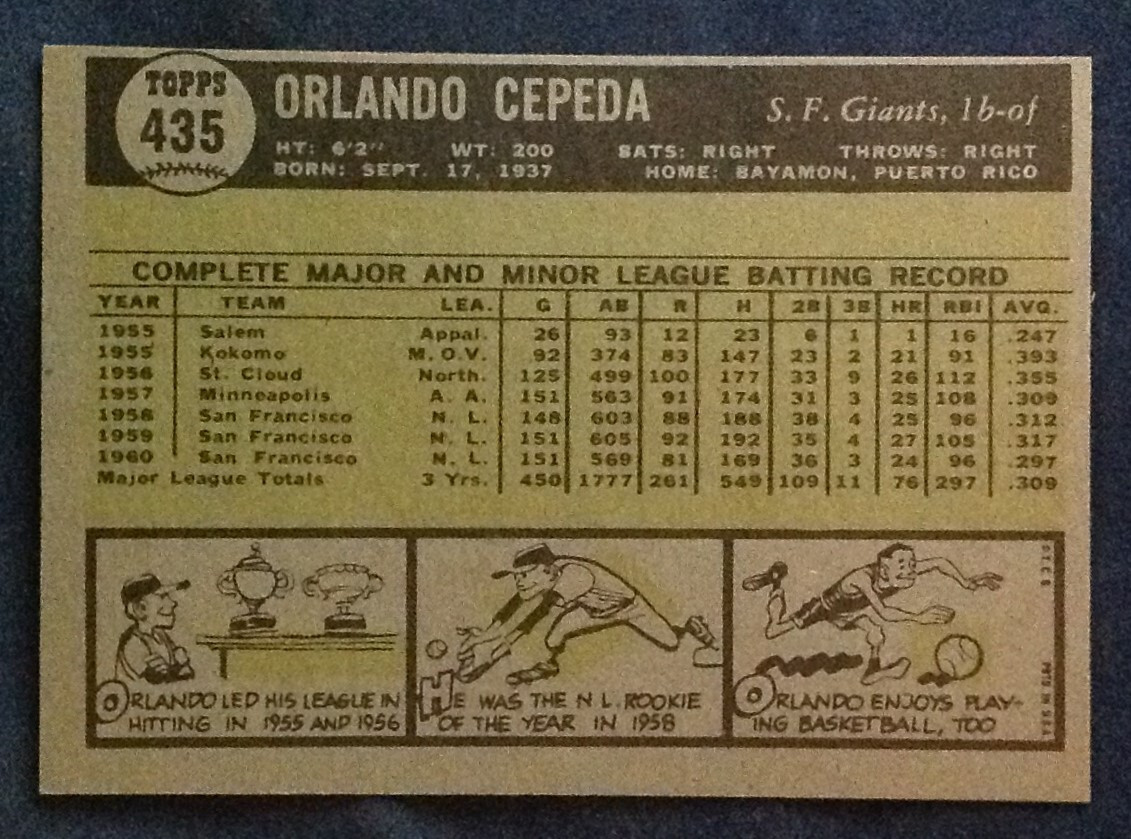 TOPPS
435
ORLANDO CEPEDA
S. F. Giants, 1b-of
HT: 6'2" WT: 200 BATS: RIGHT THROWS: RIGHT
BORN: SEPT. 17, 1937 HOME: BAYAMON, PUERTO RICO
COMPLETE MAJOR AND MINOR LEAGUE BATTING RECORD
YEAR TEAM LEA. G AB R H 2B 3B HR RBI AVG.
1955 Salem Appal. 26 93 12 23 6 1 1 16 .247
1955 Kokomo M. O. V. 92 374 83 147 23 2 21 91 .393
1956 St. Cloud North. 125 499 100 177 33 9 26 112 .355
1957 Minneapolis A. A. 151 563 91 174 31 3 25 108 .309
1958 San Francisco N. L. 148 603 88 188 38 4 25 96 .312
1959 San Francisco N. L. 151 605 92 192 35 4 27 105 .317
1960 San Francisco N. L. 151 569 81 169 36 3 24 96 .297
Major League Totals 3 Yrs. 450 1777 261 549 109 11 76 297 .309
ORLANDO LED HIS LEAGUE IN
HITTING IN 1955 AND 1956
HE WAS THE N.L. ROOKIE
OF THE YEAR IN 1958
ORLANDO ENJOYS PLAY-
ING BASKETBALL, TOO
©T.C.G.
PRTD IN U.S.A.